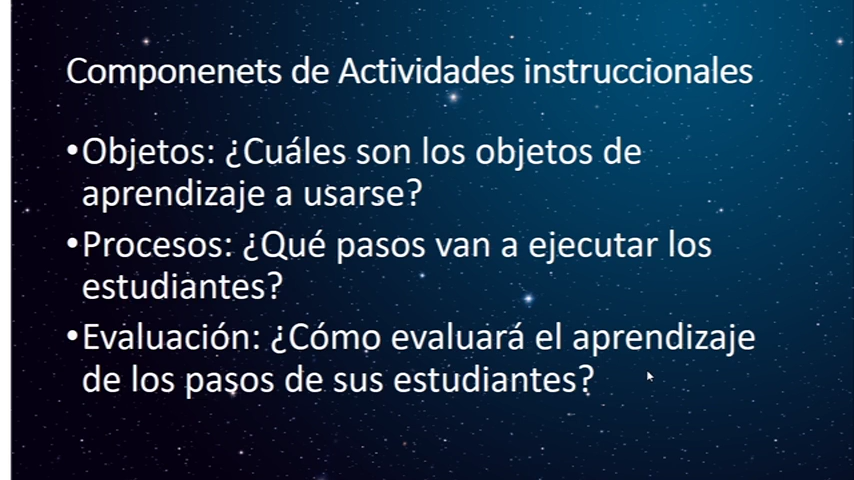 Componenets de Actividades instruccionales
•Objetos: ¿Cuáles son los objetos de
aprendizaje a usarse?
•Procesos: ¿Qué pasos van a ejecutar los
estudiantes?
•Evaluación: ¿Cómo evaluará el aprendizaje
de los pasos de sus estudiantes?